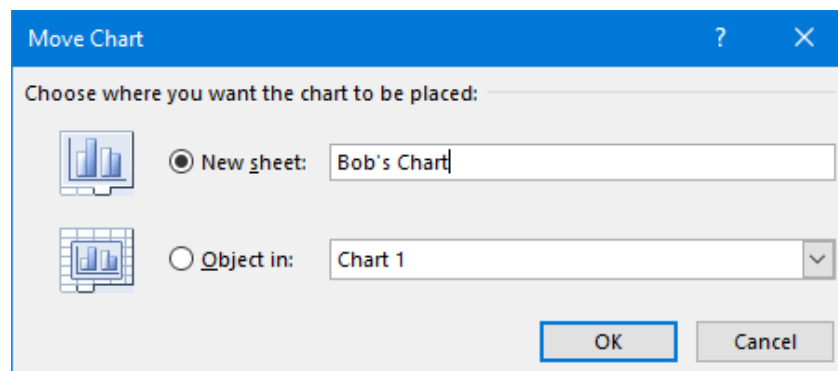 Move Chart ?
Choose where you want the chart to be placed:
New sheet: Bob's Chart
Object in: Chart 1
OK Cancel